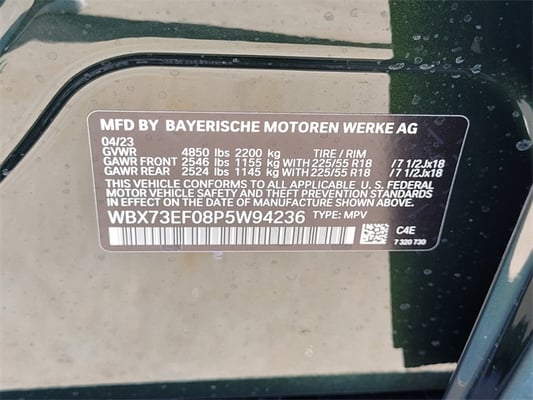 MFD BY BAYERISCHE MOTOREN WERKE AG
04/23
GVWR 4850 lbs 2200 kg TIRE / RIM
GAWR FRONT 2546 lbs 1155 kg WITH 225/55 R18 /7 1/2Jx18
GAWR REAR 2524 lbs 1145 kg WITH 225/55 R18 /7 1/2Jx18
THIS VEHICLE CONFORMS TO ALL APPLICABLE U.S. FEDERAL
MOTOR VEHICLE SAFETY AND THEFT PREVENTION STANDARDS
IN EFFECT ON THE DATE OF MANUFACTURE SHOWN ABOVE.
WBX73EF08P5W94236 TYPE: MPV
C4E
7 320 730